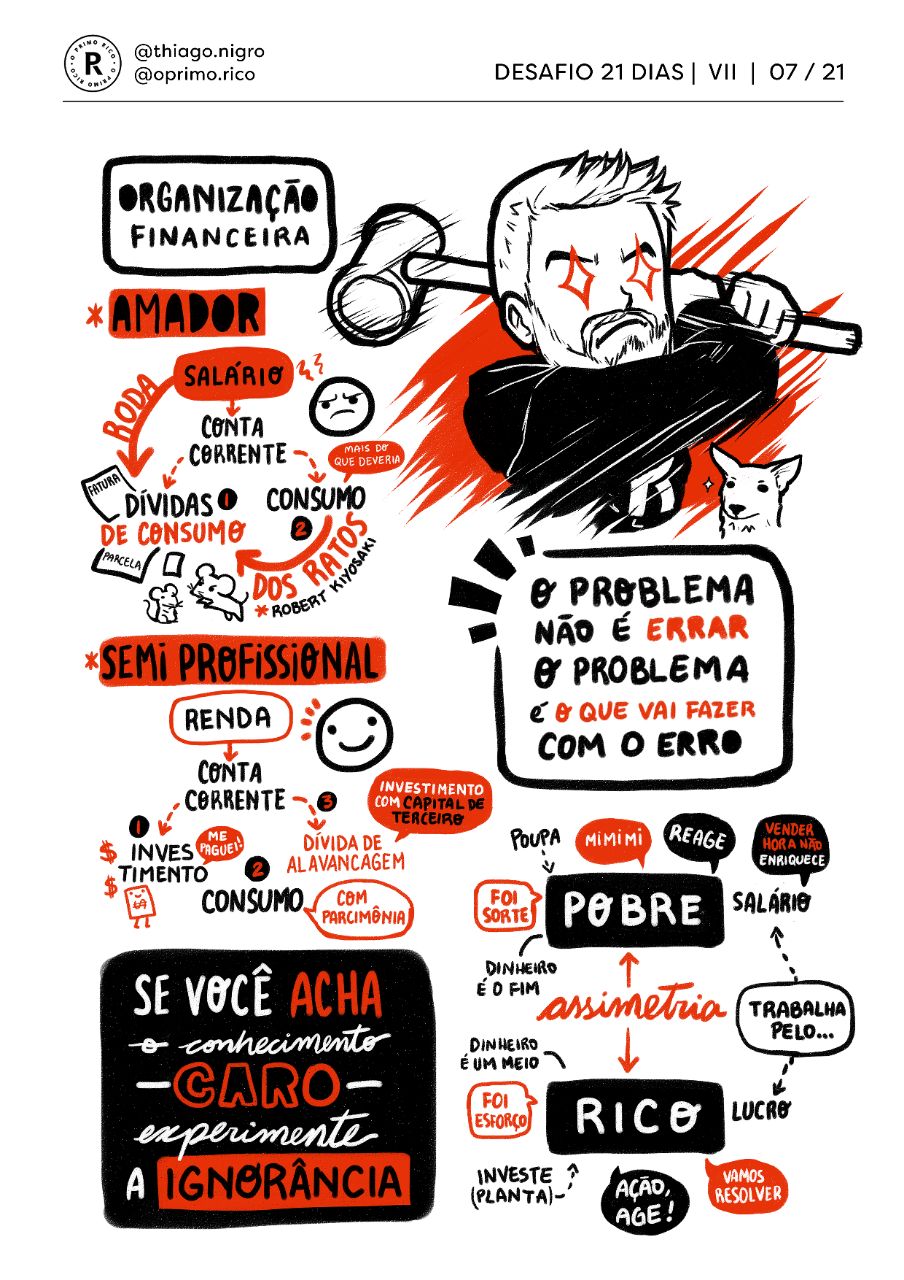 O PRIMO RICO • O PRIMO RICO •
R
@thiago.nigro
@oprimo.rico
DESAFIO 21 DIAS | VII | 07 / 21
ORGANIZAÇÃO
FINANCEIRA
*AMADOR
SALÁRIO
RODA
CONTA
CORRENTE
MAIS DO
QUE DEVERIA
FATURA
DÍVIDAS 1
DE CONSUMO
CONSUMO
2
PARCELA
DOS RATOS
*ROBERT KIYOSAKI
*SEMI PROFISSIONAL
RENDA
CONTA
CORRENTE
3
INVESTIMENTO
COM CAPITAL DE
TERCEIRO
1
$ INVES
TIMENTO
$
ME
PAGUEI!
DÍVIDA DE
ALAVANCAGEM
2
CONSUMO
COM
PARCIMÔNIA
SE VOCÊ ACHA
o conhecimento
CARO
experimente
A IGNORÂNCIA
O PROBLEMA
NÃO É ERRAR
O PROBLEMA
É O QUE VAI FAZER
COM O ERRO
POUPA
MIMIMI
REAGE
VENDER
HORA NÃO
ENRIQUECE
FOI
SORTE
POBRE
SALÁRIO
DINHEIRO
É O FIM
assimetria
TRABALHA
PELO...
DINHEIRO
É UM MEIO
FOI
ESFORÇO
RICO
LUCRO
INVESTE
(PLANTA)
AÇÃO,
AGE!
VAMOS
RESOLVER